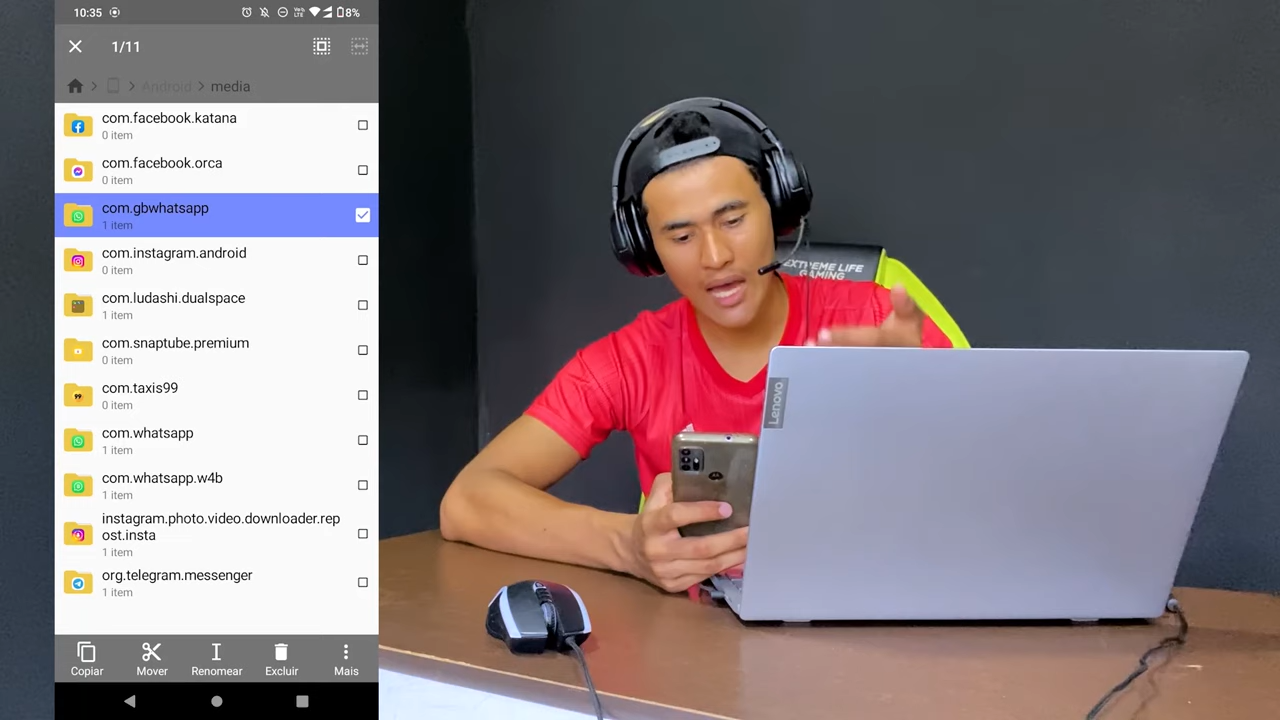 10:35
Vo))
LTE
8%
1/11
Android
media
com.facebook.katana
0 item
com.facebook.orca
0 item
com.gbwhatsapp
1 item
com.instagram.android
0 item
com.ludashi.dualspace
1 item
com.snaptube.premium
0 item
com.taxis99
0 item
99
com.whatsapp
1 item
com.whatsapp.w4b
1 item
instagram.photo.video.downloader.rep
ost.insta
1 item
org.telegram.messenger
1 item
Copiar
Mover
Renomear
Excluir
Mais
EXTREME LIFE
GAMING
Lenovo